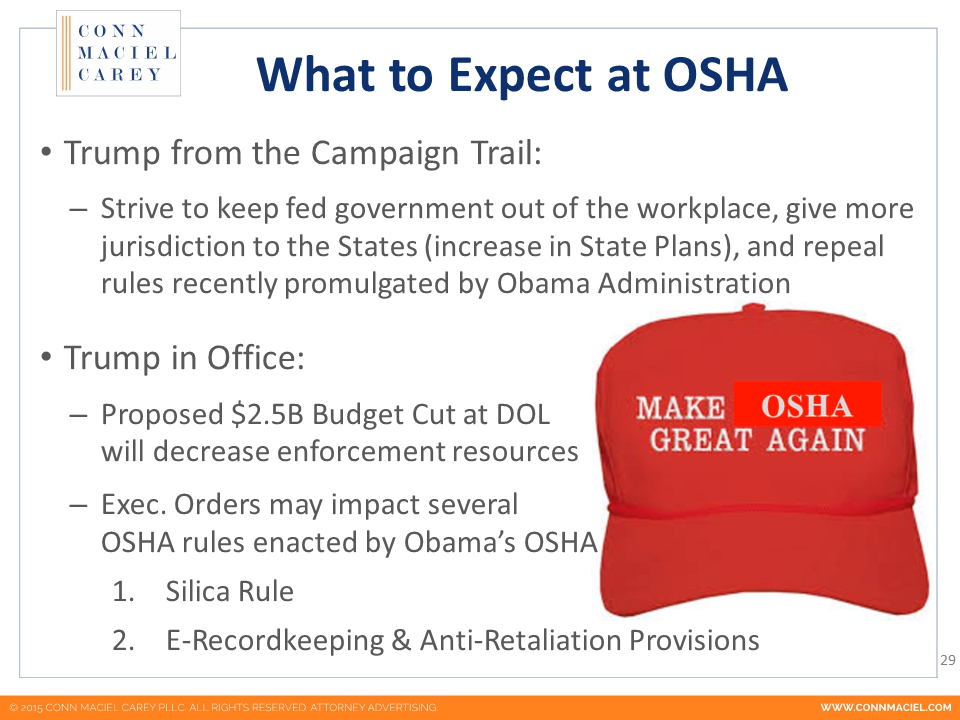 CONN
MACIEL
CAREY
What to Expect at OSHA
• Trump from the Campaign Trail:
– Strive to keep fed government out of the workplace, give more
jurisdiction to the States (increase in State Plans), and repeal
rules recently promulgated by Obama Administration
• Trump in Office:
– Proposed $2.5B Budget Cut at DOL
will decrease enforcement resources
– Exec. Orders may impact several
OSHA rules enacted by Obama's OSHA
1. Silica Rule
2. E-Recordkeeping & Anti-Retaliation Provisions
MAKE OSHA
GREAT AGAIN
29
© 2015 CONN MACIEL CAREY PLLC. ALL RIGHTS RESERVED. ATTORNEY ADVERTISING.
WWW.CONNMACIEL.COM